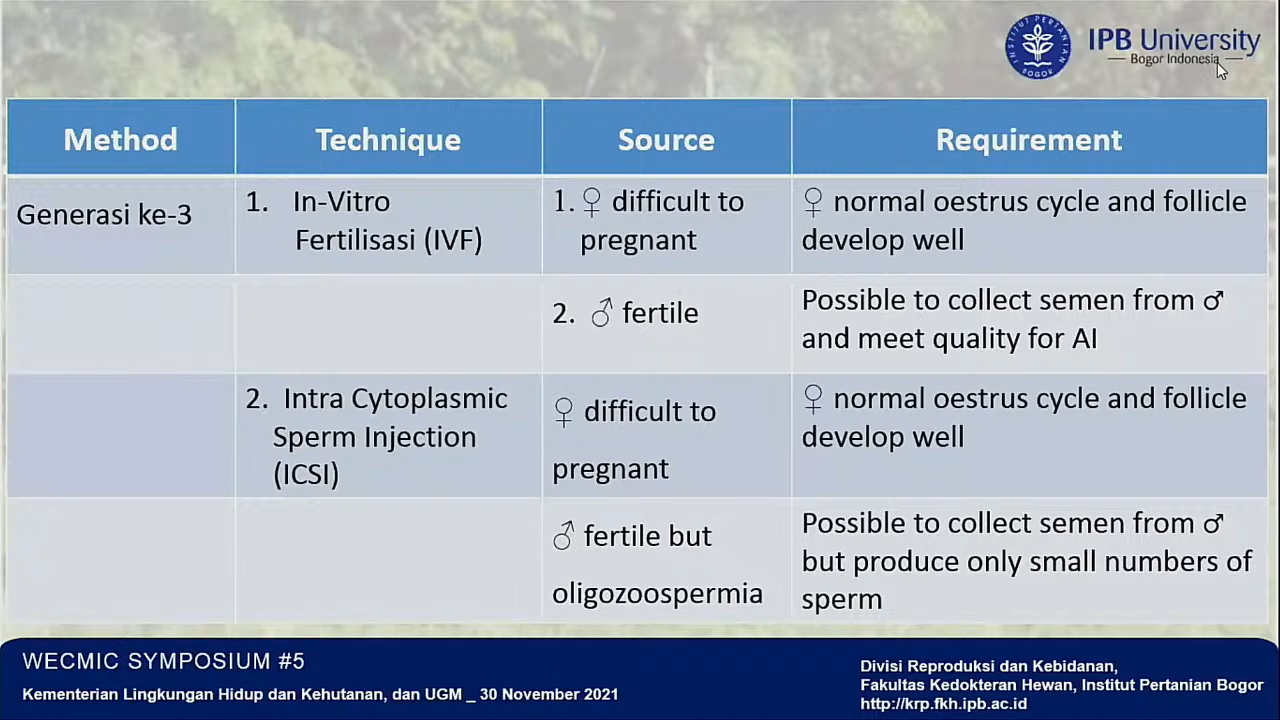 INSTITUT PERTANIAN
BOGOR
IPB University
Bogor Indonesia
Method
Technique
Source
Requirement
Generasi ke-3
1. In-Vitro
Fertilisasi (IVF)
1. ♀ difficult to
pregnant
♀ normal oestrus cycle and follicle
develop well
2. ♂ fertile
Possible to collect semen from ♂
and meet quality for AI
2. Intra Cytoplasmic
Sperm Injection
(ICSI)
♀ difficult to
pregnant
♀ normal oestrus cycle and follicle
develop well
♂ fertile but
oligozoospermia
Possible to collect semen from ♂
but produce only small numbers of
sperm
WECMIC SYMPOSIUM #5
Kementerian Lingkungan Hidup dan Kehutanan, dan UGM _ 30 November 2021
Divisi Reproduksi dan Kebidanan,
Fakultas Kedokteran Hewan, Institut Pertanian Bogor
http://krp.fkh.ipb.ac.id